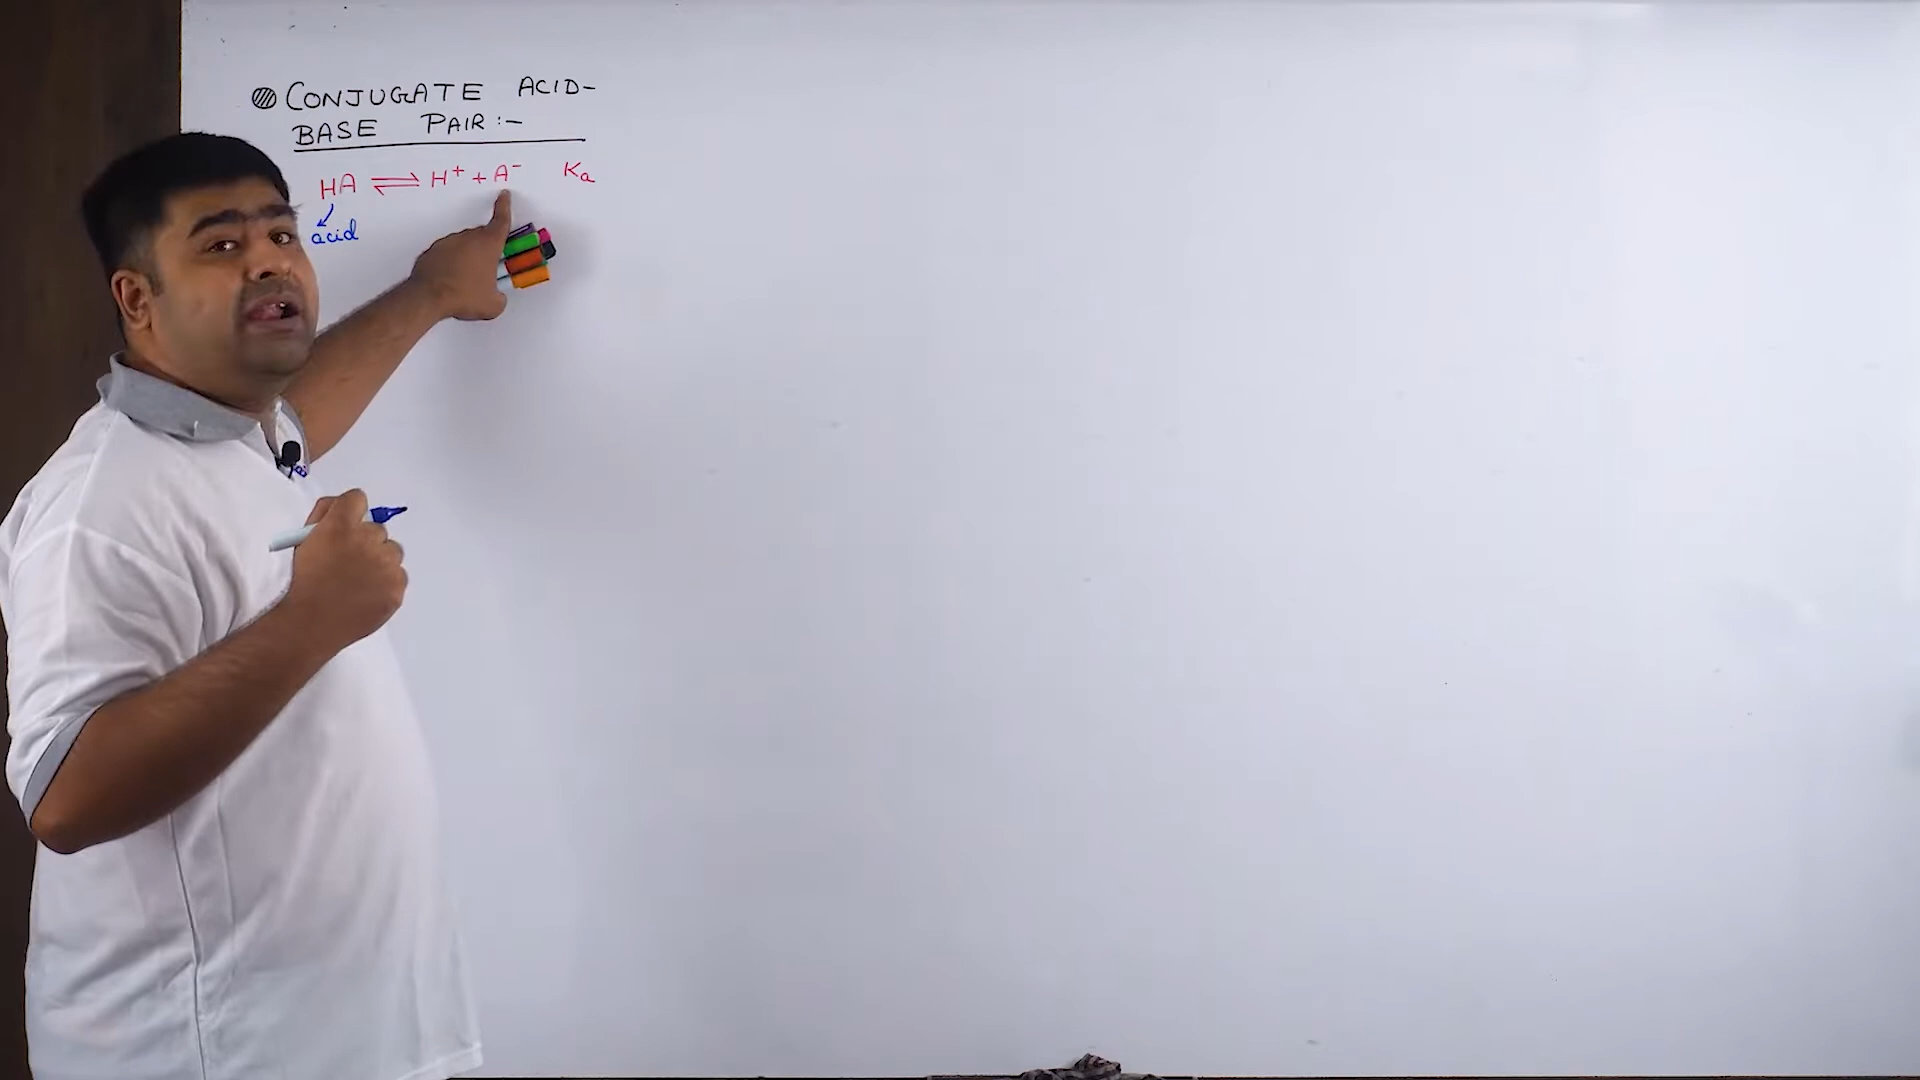 CONJUGATE ACID-
BASE PAIR :-
HA ⇌ H⁺ + A⁻ Kₐ
acid